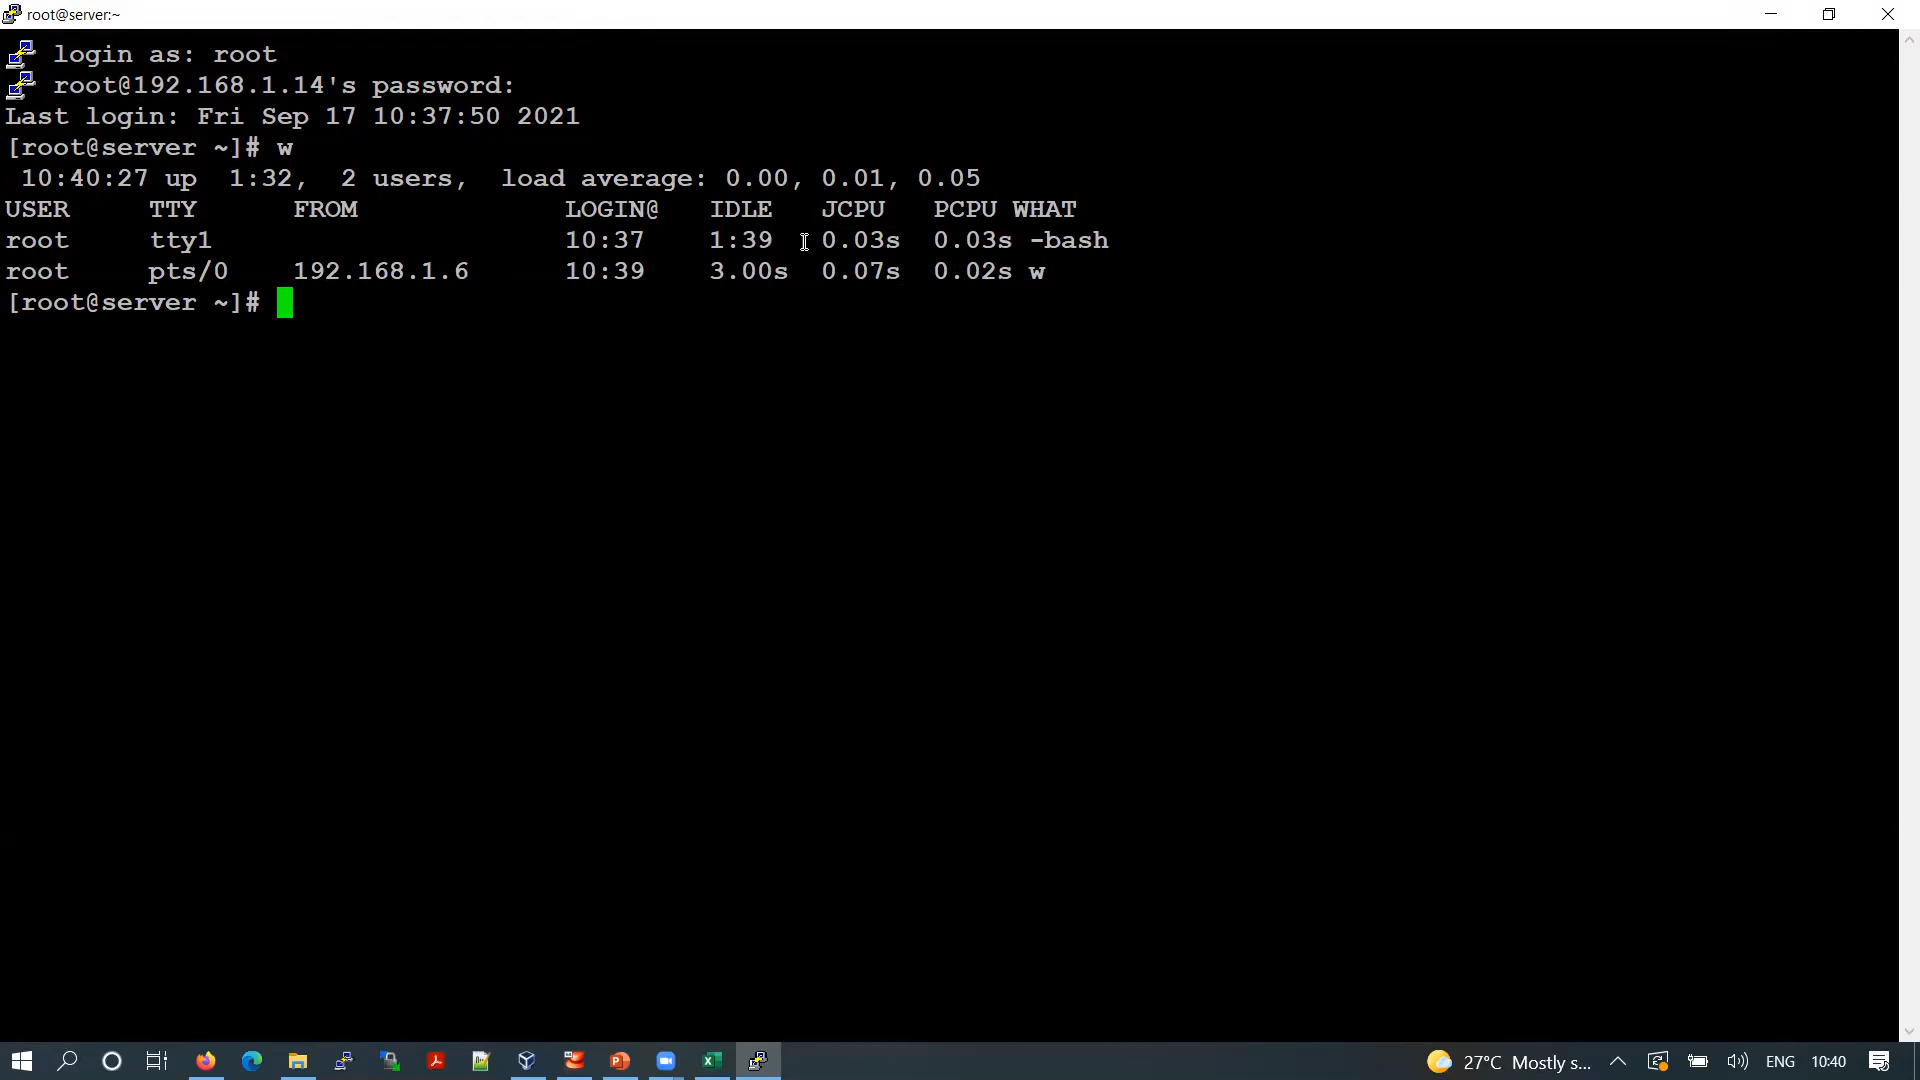 root@server:~
login as: root
root@192.168.1.14's password:
Last login: Fri Sep 17 10:37:50 2021
[root@server ~]# w
10:40:27 up 1:32, 2 users, load average: 0.00, 0.01, 0.05
USER TTY FROM LOGIN@ IDLE JCPU PCPU WHAT
root tty1 10:37 1:39 0.03s 0.03s -bash
root pts/0 192.168.1.6 10:39 3.00s 0.07s 0.02s w
[root@server ~]#
27°C Mostly s... ENG 10:40